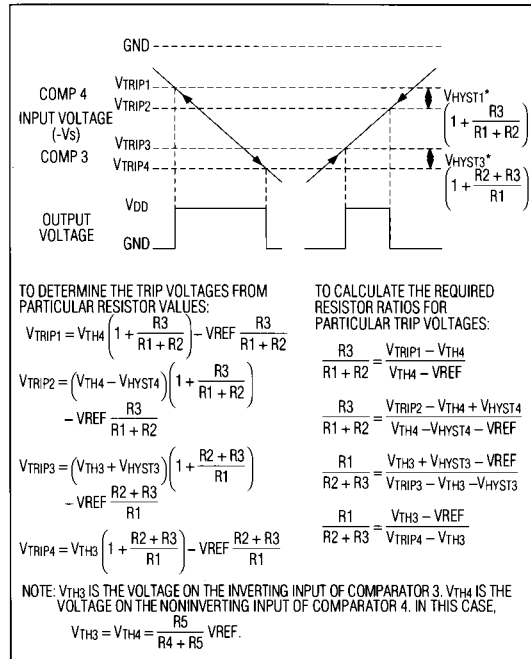 GND
VTRIP1
COMP 4
VTRIP2
INPUT VOLTAGE
(-Vs)
VTRIP3
COMP 3
VTRIP4
VHYST1*
(1 + R3 / R1 + R2)
VHYST3*
(1 + R2 + R3 / R1)
VDD
OUTPUT
VOLTAGE
GND
TO DETERMINE THE TRIP VOLTAGES FROM
PARTICULAR RESISTOR VALUES:
VTRIP1 = VTH4 (1 + R3 / R1 + R2) – VREF R3 / R1 + R2
VTRIP2 = (VTH4 – VHYST4) (1 + R3 / R1 + R2)
– VREF R3 / R1 + R2
VTRIP3 = (VTH3 + VHYST3) (1 + R2 + R3 / R1)
– VREF R2 + R3 / R1
VTRIP4 = VTH3 (1 + R2 + R3 / R1) – VREF R2 + R3 / R1
TO CALCULATE THE REQUIRED
RESISTOR RATIOS FOR
PARTICULAR TRIP VOLTAGES:
R3 / R1 + R2 = VTRIP1 – VTH4 / VTH4 – VREF
R3 / R1 + R2 = VTRIP2 – VTH4 + VHYST4 / VTH4 – VHYST4 – VREF
R1 / R2 + R3 = VTH3 + VHYST3 – VREF / VTRIP3 – VTH3 – VHYST3
R1 / R2 + R3 = VTH3 – VREF / VTRIP4 – VTH3
NOTE: VTH3 IS THE VOLTAGE ON THE INVERTING INPUT OF COMPARATOR 3. VTH4 IS THE
VOLTAGE ON THE NONINVERTING INPUT OF COMPARATOR 4. IN THIS CASE,
VTH3 = VTH4 = R5 / R4 + R5 VREF.